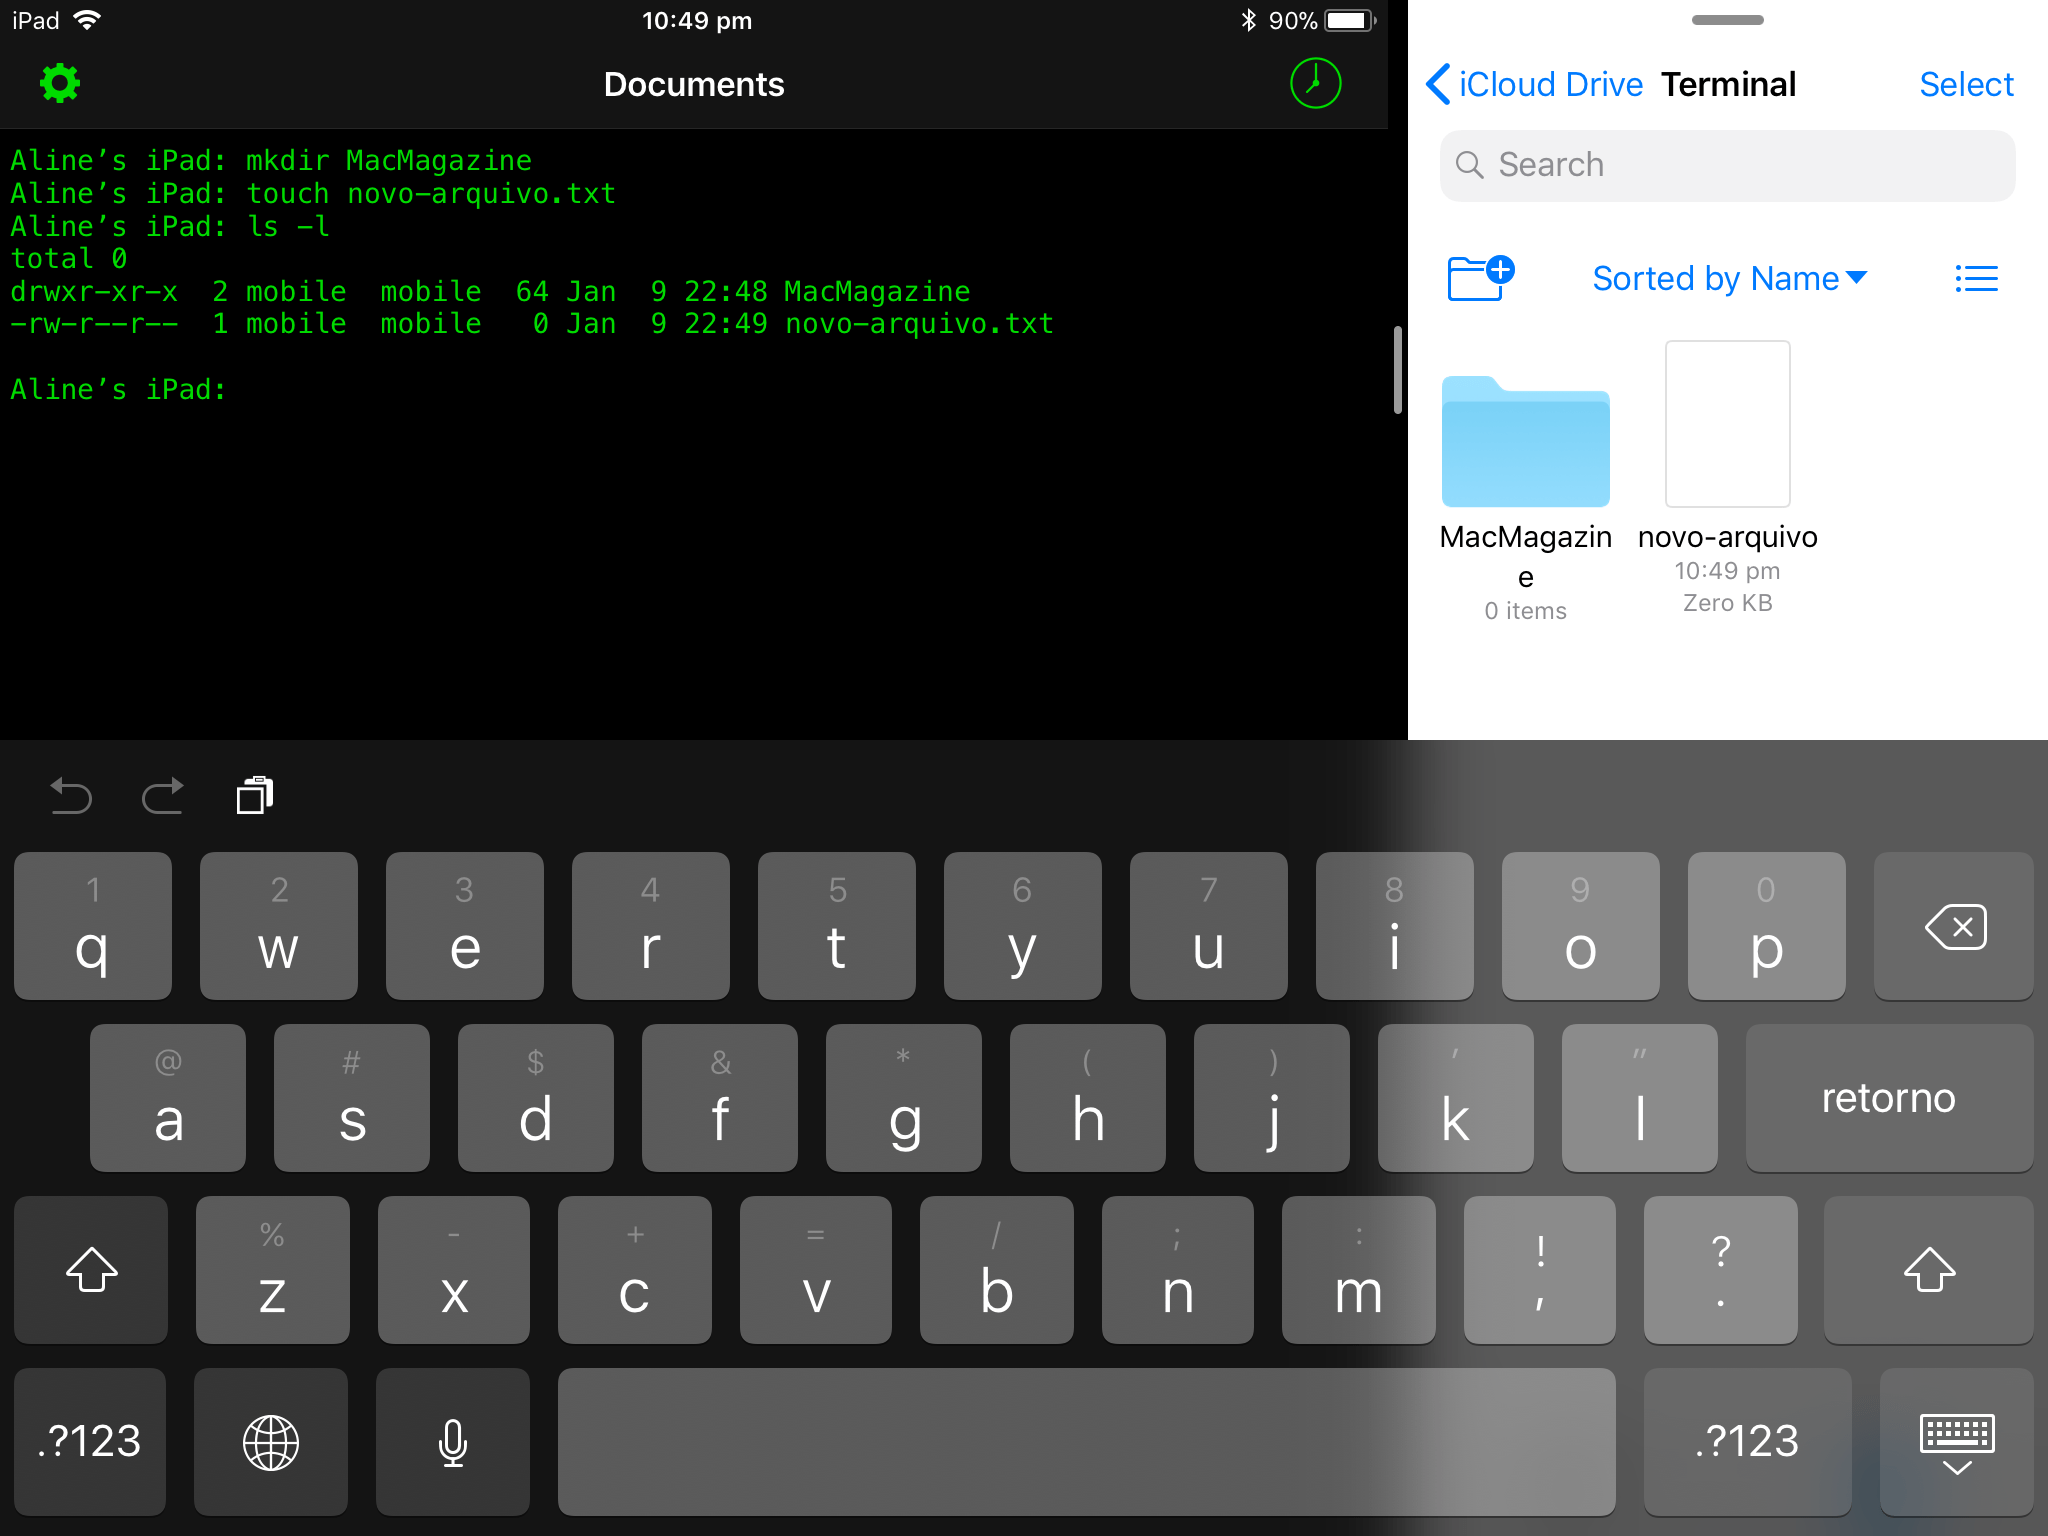 iPad 10:49 pm 90%
Documents
Aline’s iPad: mkdir MacMagazine
Aline’s iPad: touch novo-arquivo.txt
Aline’s iPad: ls -l
total 0
drwxr-xr-x  2 mobile  mobile  64 Jan  9 22:48 MacMagazine
-rw-r--r--  1 mobile  mobile   0 Jan  9 22:49 novo-arquivo.txt
Aline’s iPad:
iCloud Drive Terminal Select
Search
Sorted by Name
MacMagazin
e
0 items
novo-arquivo
10:49 pm
Zero KB
1 2 3 4 5 6 7 8 9 0
q w e r t y u i o p
@ # $ & * ( ) ' "
a s d f g h j k l retorno
% - + = / ; : ! ?
z x c v b n m , .
.?123 .?123